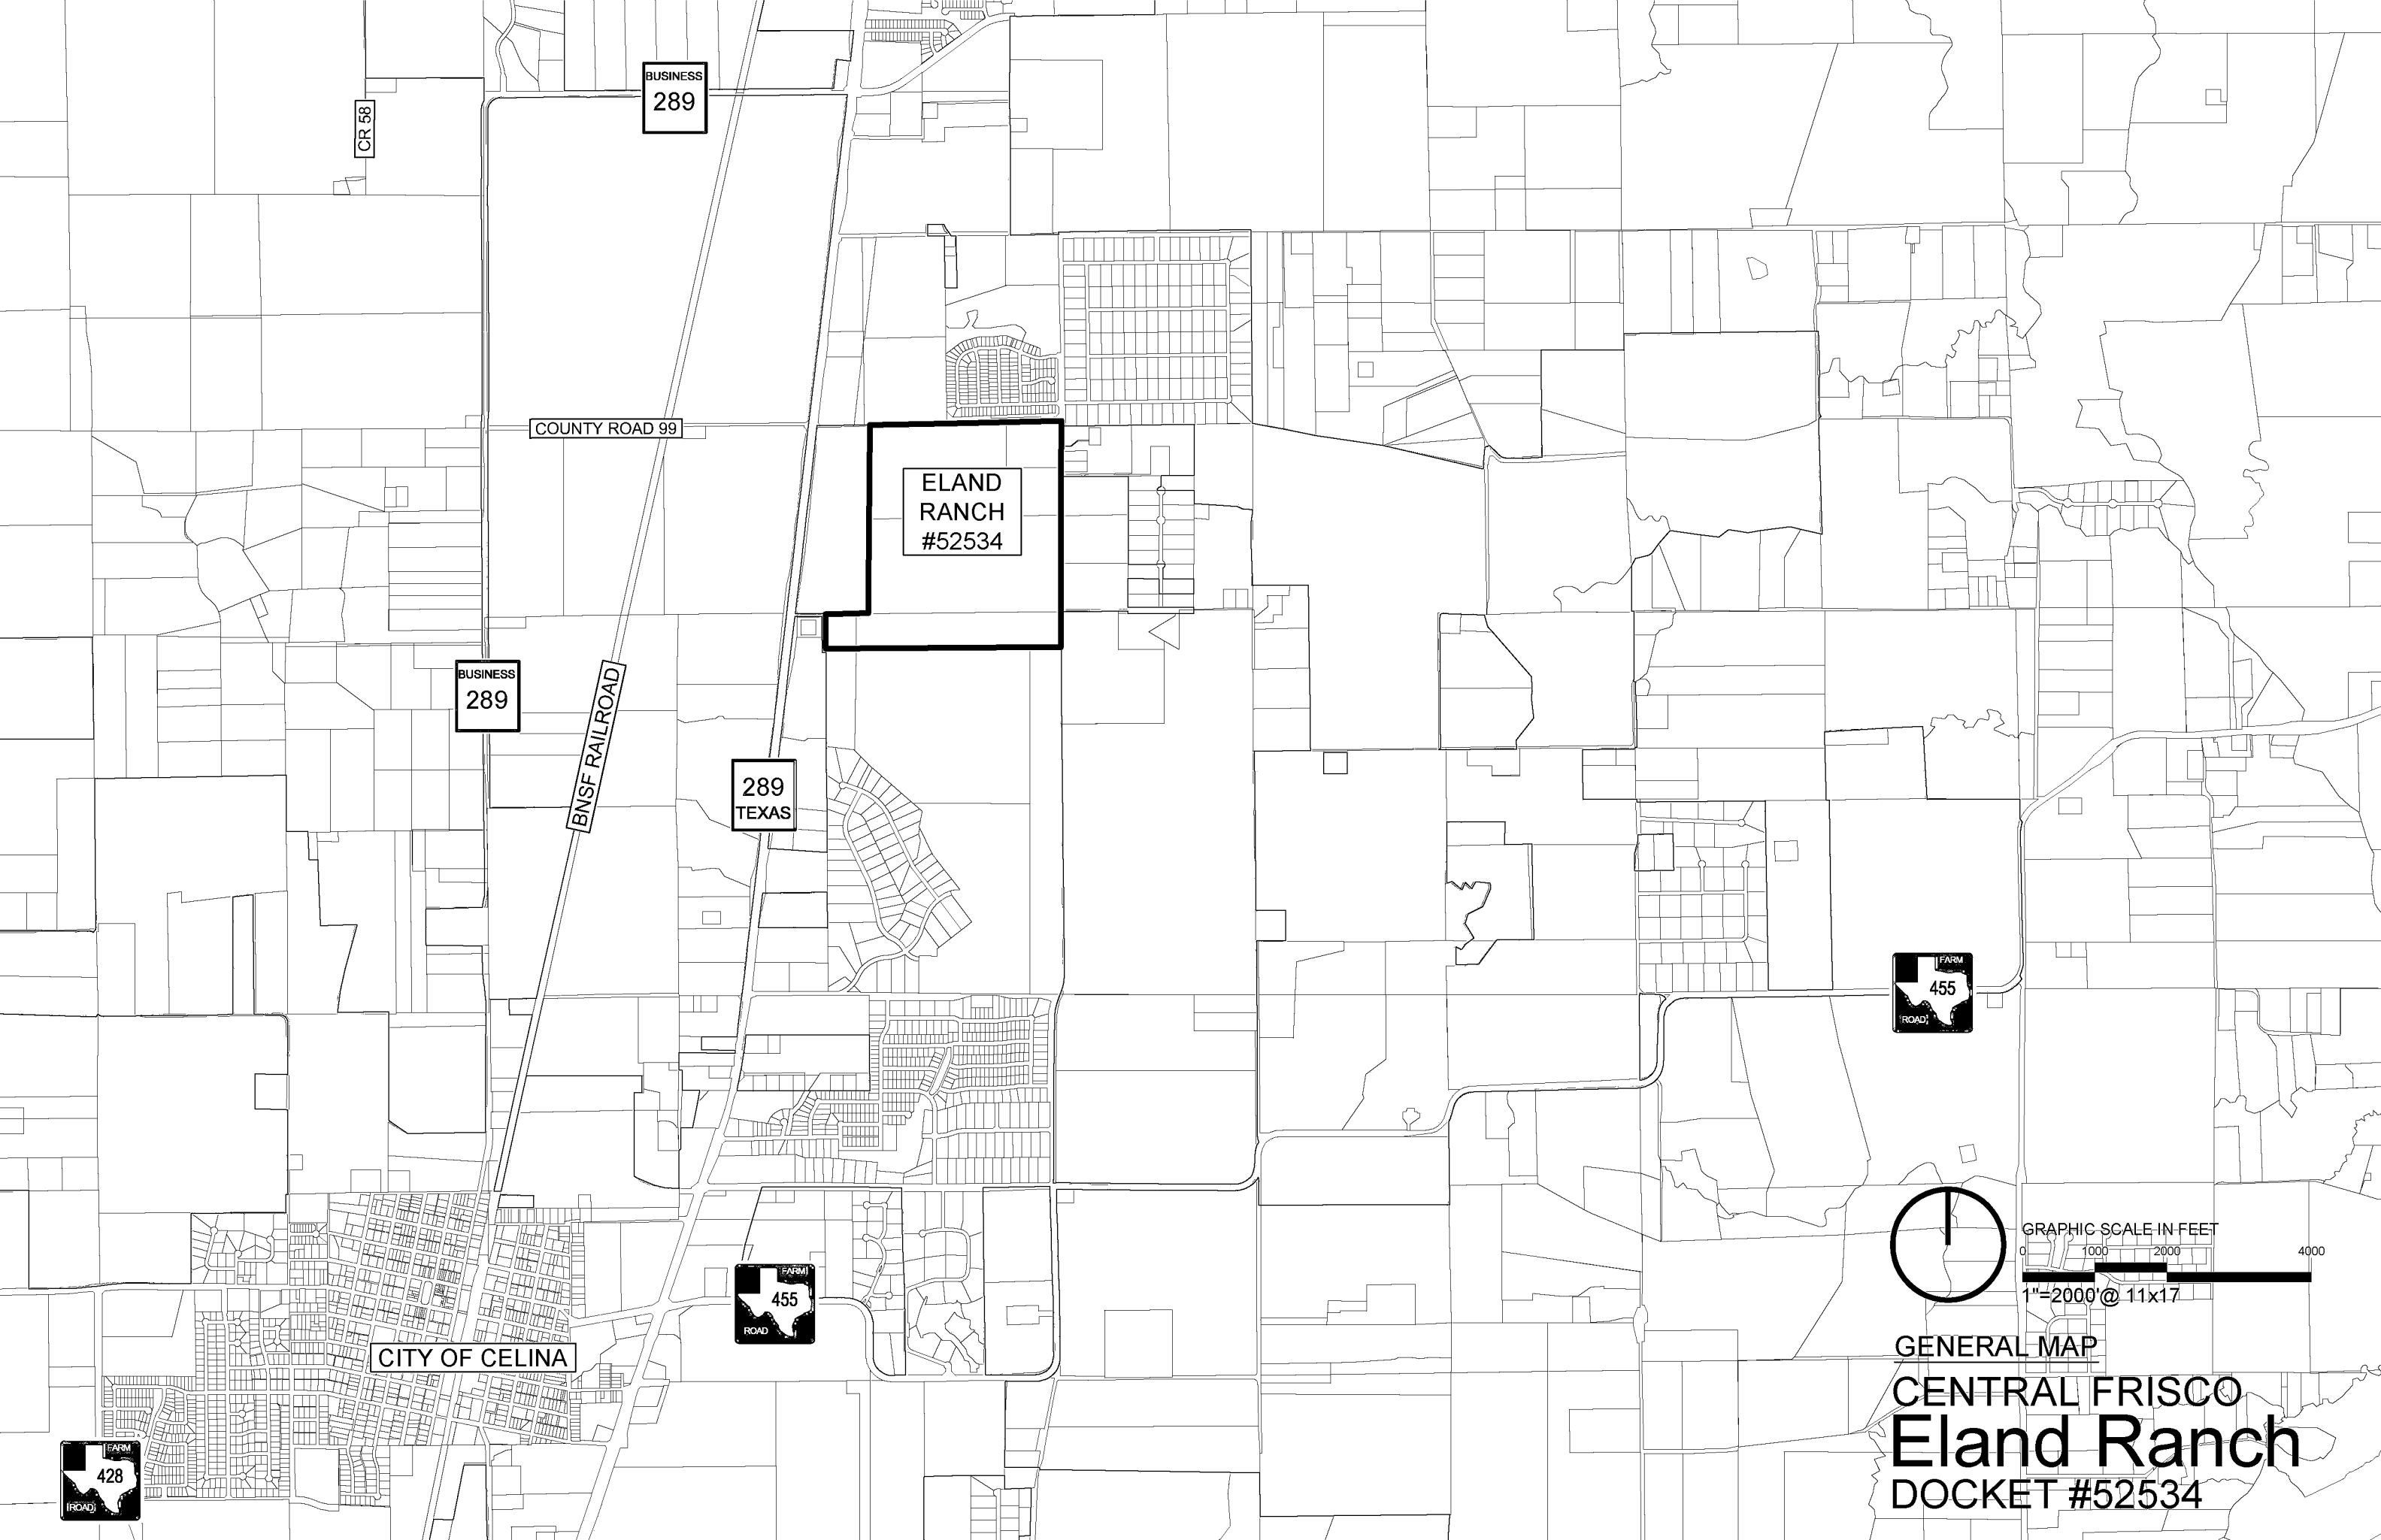 BUSINESS
289
CR 58
COUNTY ROAD 99
ELAND
RANCH
#52534
BUSINESS
289
BNSF RAILROAD
289
TEXAS
FARM
455
ROAD
GRAPHIC SCALE IN FEET
0 1000 2000 4000
1"=2000'@ 11x17
FARM
455
ROAD
CITY OF CELINA
GENERAL MAP
CENTRAL FRISCO
Eland Ranch
DOCKET #52534
FARM
428
ROAD